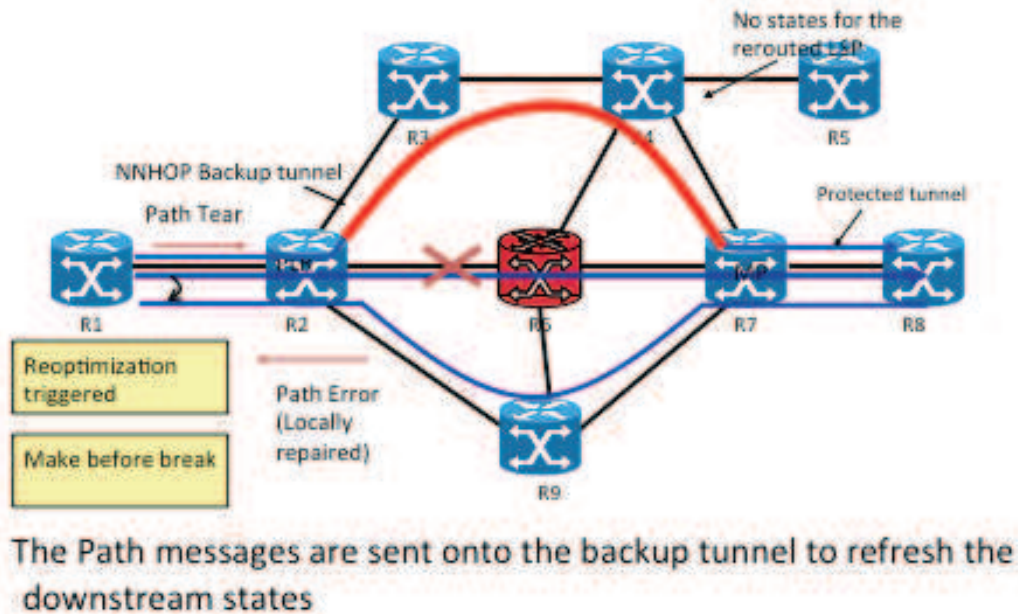 No states for the
rerouted LSP
R3
R4
R5
NNHOP Backup tunnel
Path Tear
Protected tunnel
PLR
MP
R1
R2
R6
R7
R8
Reoptimization
triggered
Path Error
(Locally
repaired)
Make before break
R9
The Path messages are sent onto the backup tunnel to refresh the
downstream states